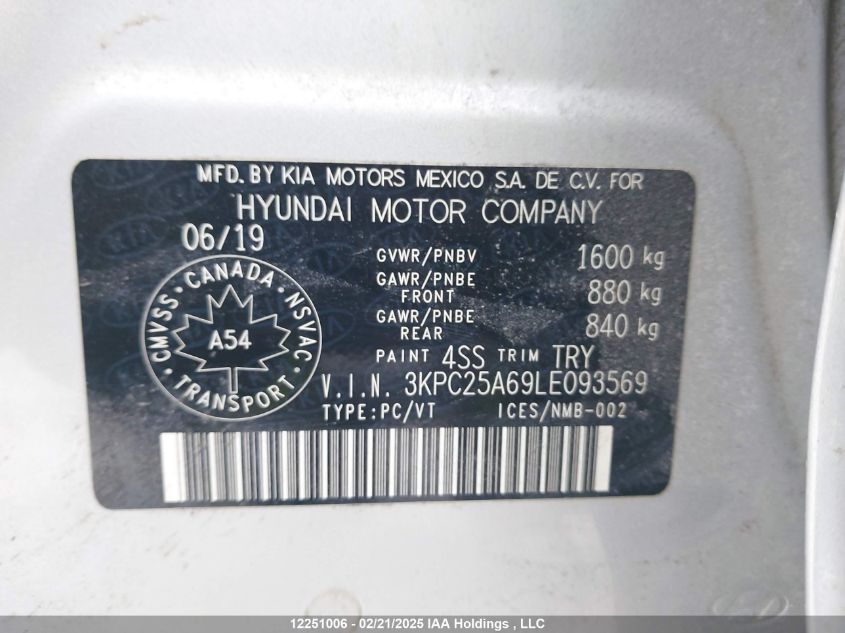 MFD. BY KIA MOTORS MEXICO S.A. DE C.V. FOR
HYUNDAI MOTOR COMPANY
06/19
GVWR/PNBV 1600 kg
GAWR/PNBE FRONT 880 kg
GAWR/PNBE REAR 840 kg
PAINT 4SS TRIM TRY
V.I.N. 3KPC25A69LE093569
TYPE:PC/VT ICES/NMB-002
CANADA
CMVSS
NSVAC
A54
TRANSPORT
12251006 - 02/21/2025 IAA Holdings , LLC